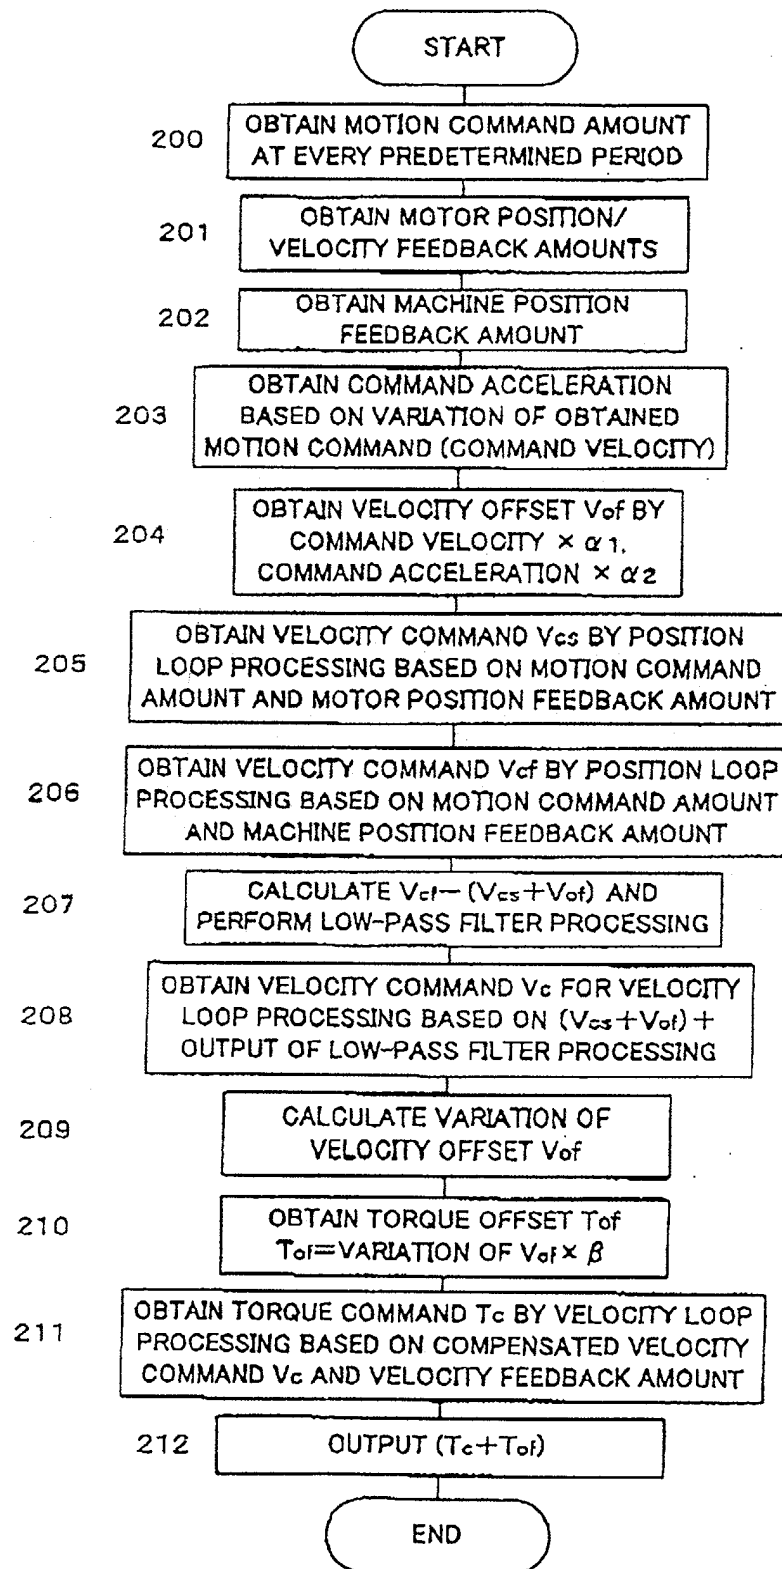 START
200
OBTAIN MOTION COMMAND AMOUNT
AT EVERY PREDETERMINED PERIOD
201
OBTAIN MOTOR POSITION/
VELOCITY FEEDBACK AMOUNTS
202
OBTAIN MACHINE POSITION
FEEDBACK AMOUNT
203
OBTAIN COMMAND ACCELERATION
BASED ON VARIATION OF OBTAINED
MOTION COMMAND (COMMAND VELOCITY)
204
OBTAIN VELOCITY OFFSET Vof BY
COMMAND VELOCITY × α1,
COMMAND ACCELERATION × α2
205
OBTAIN VELOCITY COMMAND Vcs BY POSITION
LOOP PROCESSING BASED ON MOTION COMMAND
AMOUNT AND MOTOR POSITION FEEDBACK AMOUNT
206
OBTAIN VELOCITY COMMAND Vcf BY POSITION LOOP
PROCESSING BASED ON MOTION COMMAND AMOUNT
AND MACHINE POSITION FEEDBACK AMOUNT
207
CALCULATE Vcf−(Vcs+Vof) AND
PERFORM LOW-PASS FILTER PROCESSING
208
OBTAIN VELOCITY COMMAND Vc FOR VELOCITY
LOOP PROCESSING BASED ON (Vcs+Vof)+
OUTPUT OF LOW-PASS FILTER PROCESSING
209
CALCULATE VARIATION OF
VELOCITY OFFSET Vof
210
OBTAIN TORQUE OFFSET Tof
Tof=VARIATION OF Vof× β
211
OBTAIN TORQUE COMMAND Tc BY VELOCITY LOOP
PROCESSING BASED ON COMPENSATED VELOCITY
COMMAND Vc AND VELOCITY FEEDBACK AMOUNT
212
OUTPUT (Tc+Tof)
END